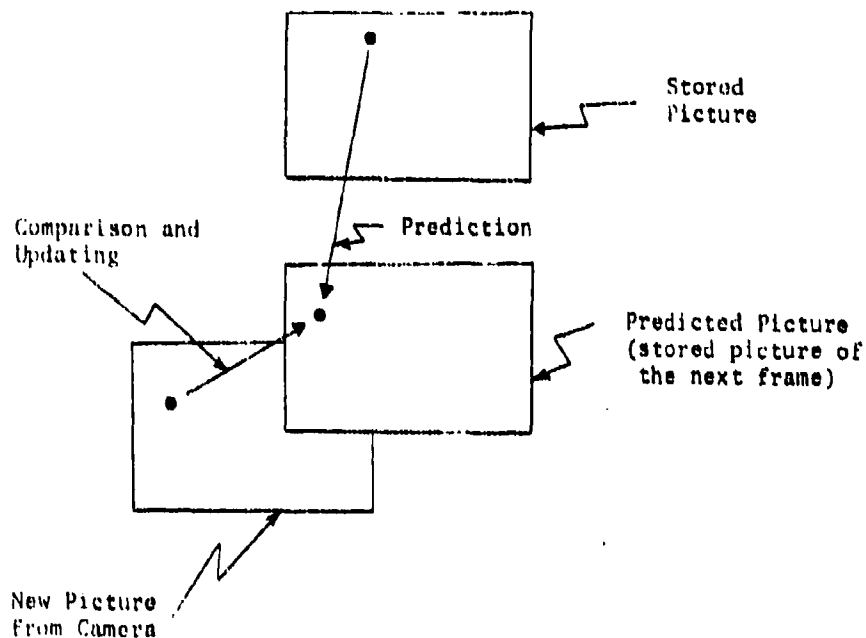 Stored
Picture
Comparison and
Updating
Prediction
Predicted Picture
(stored picture of
the next frame)
New Picture
from Camera